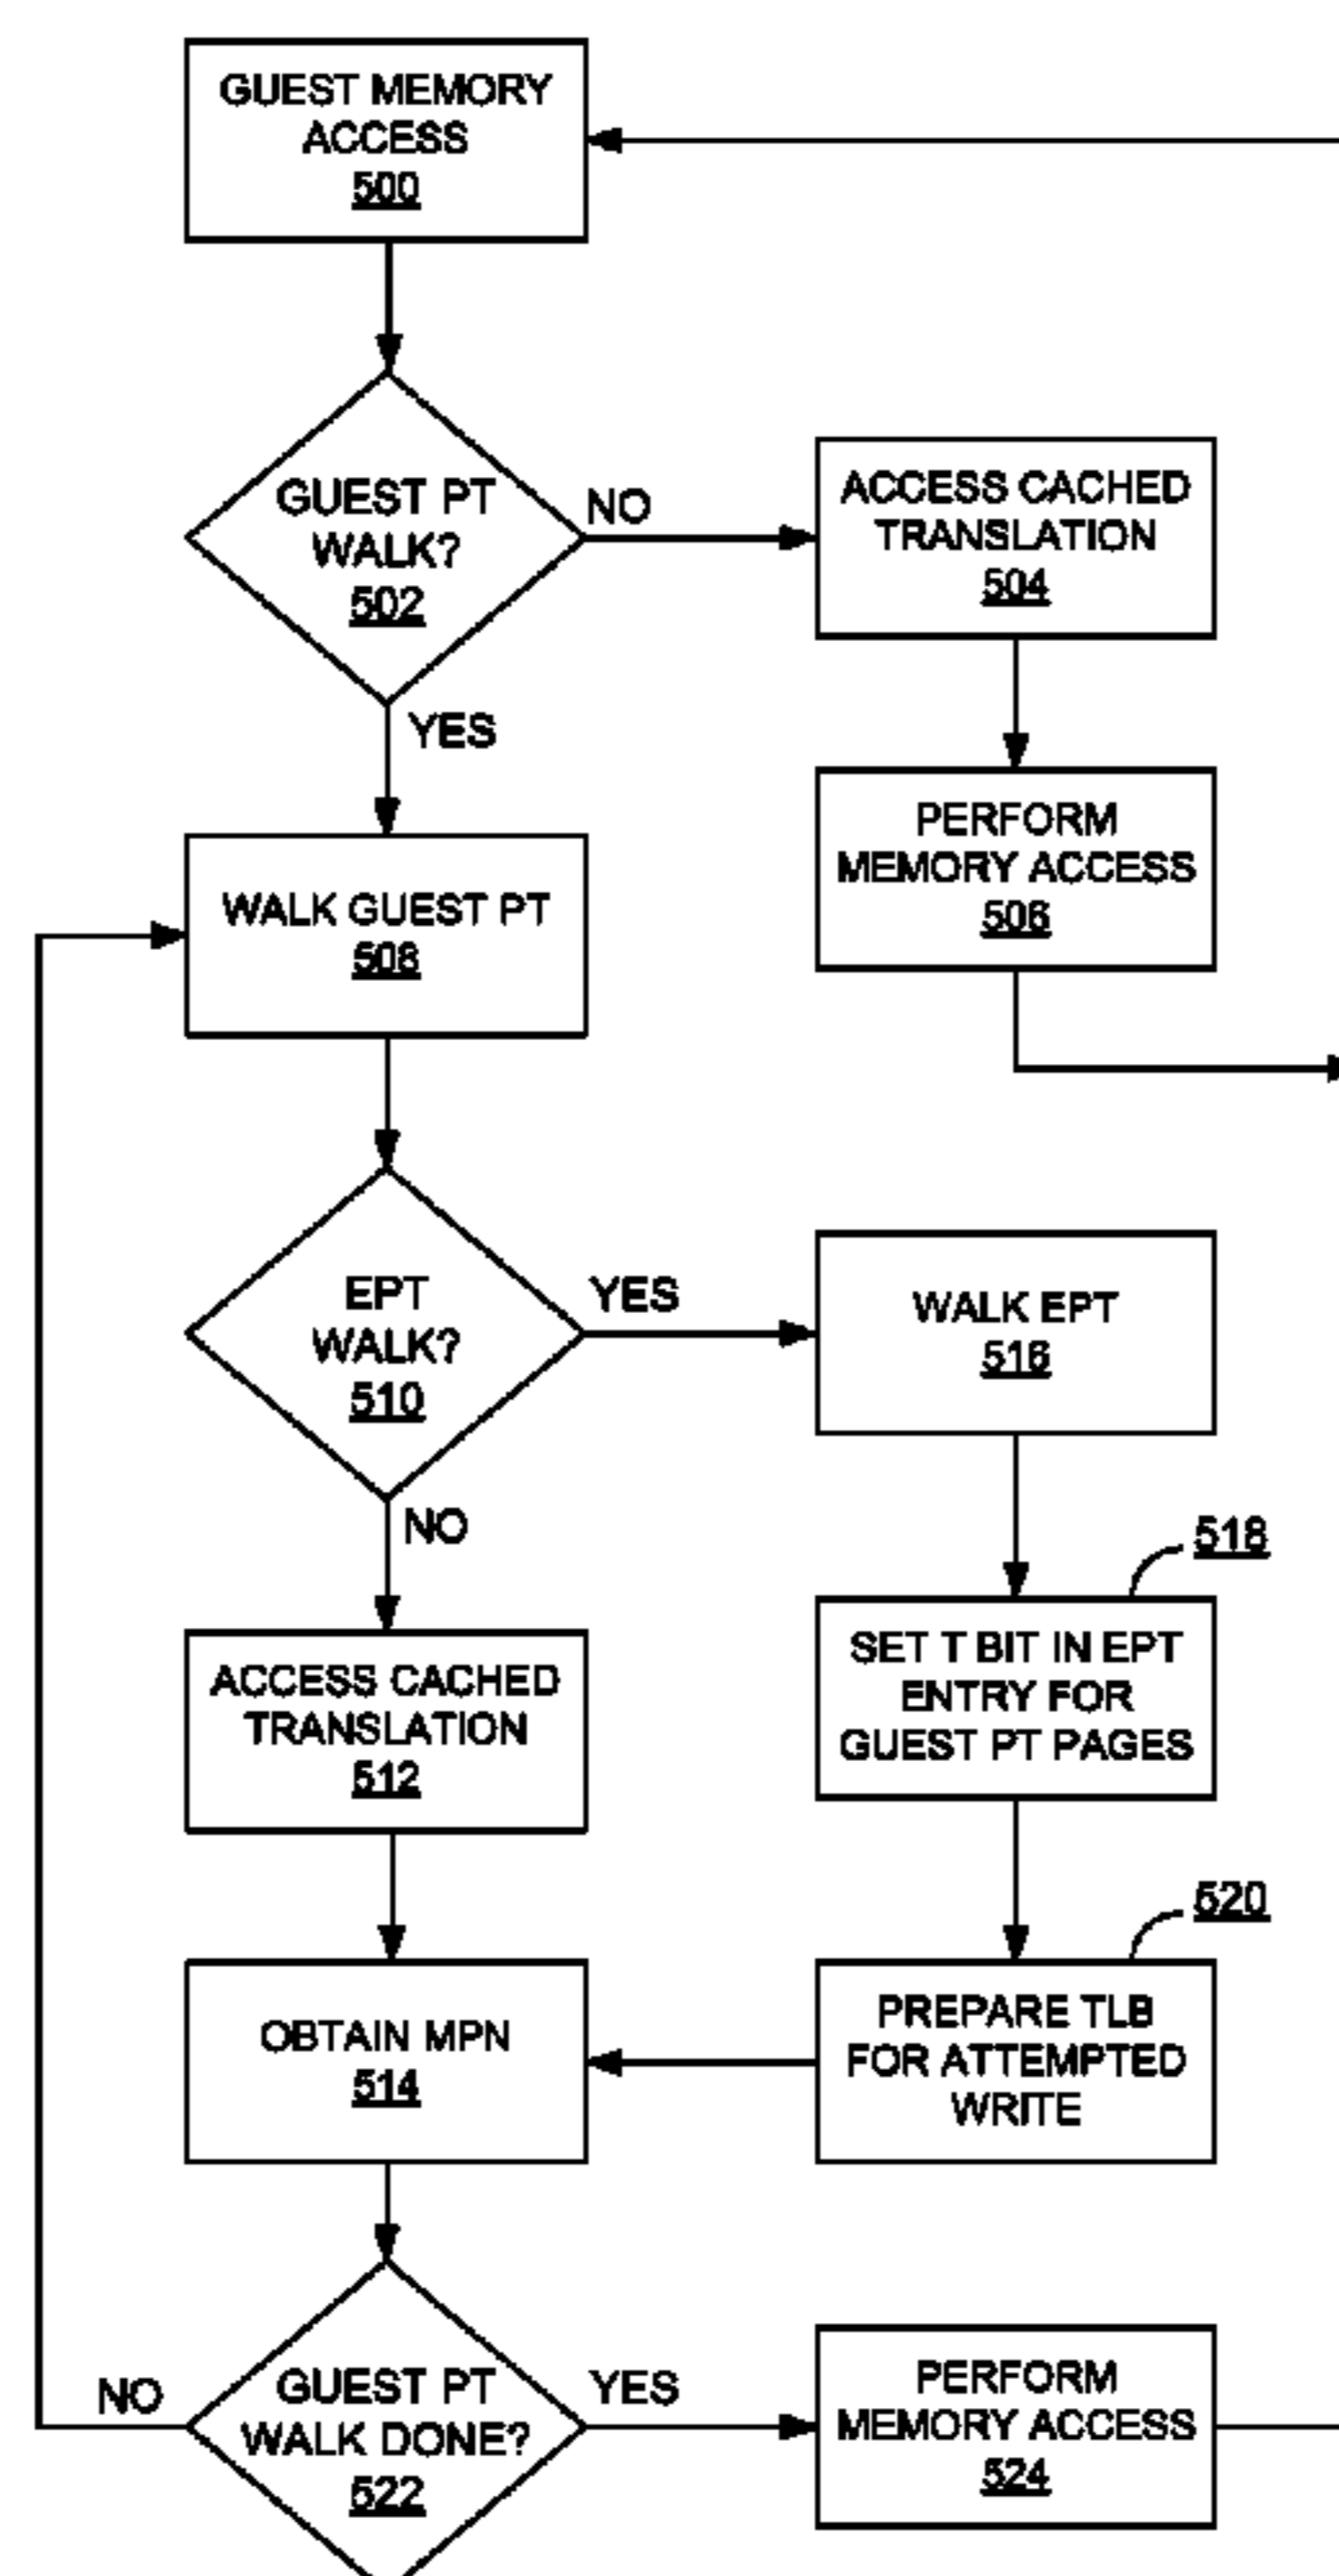 GUEST MEMORY
ACCESS
500
GUEST PT
WALK?
502
NO
YES
ACCESS CACHED
TRANSLATION
504
PERFORM
MEMORY ACCESS
506
WALK GUEST PT
508
EPT
WALK?
510
YES
NO
WALK EPT
516
518
SET T BIT IN EPT
ENTRY FOR
GUEST PT PAGES
ACCESS CACHED
TRANSLATION
512
520
PREPARE TLB
FOR ATTEMPTED
WRITE
OBTAIN MPN
514
NO
GUEST PT
WALK DONE?
522
YES
PERFORM
MEMORY ACCESS
524